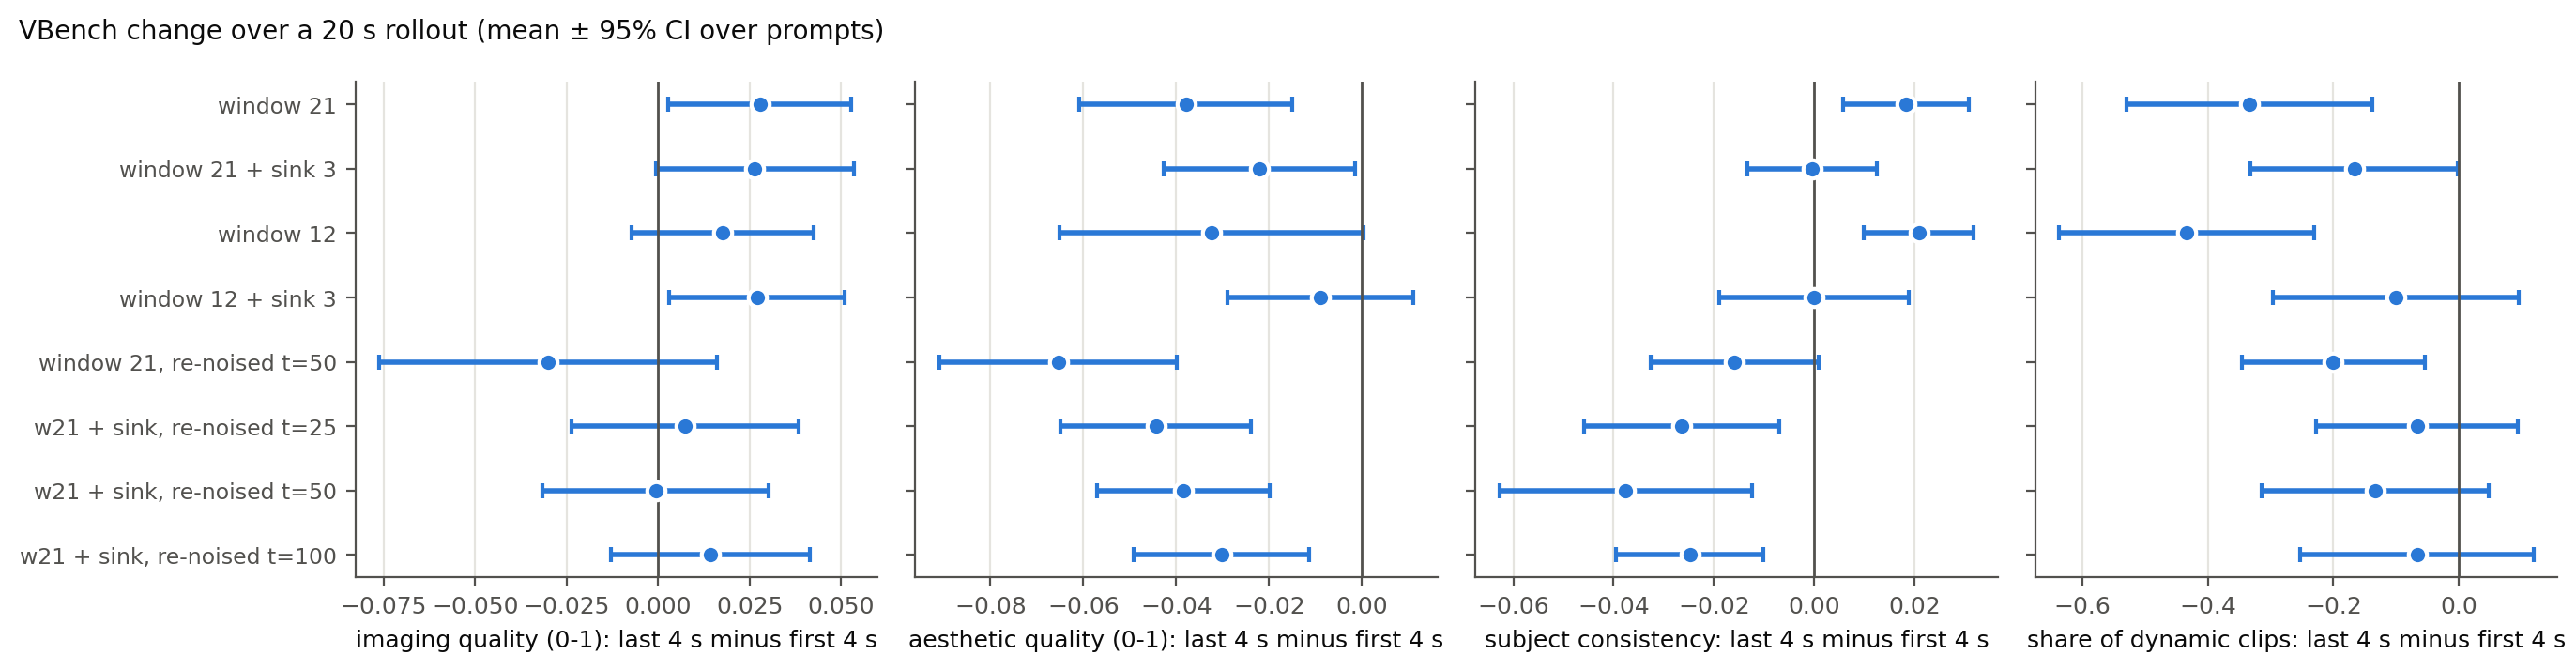 VBench change over a 20 s rollout (mean ± 95% CI over prompts)
window 21
window 21 + sink 3
window 12
window 12 + sink 3
window 21, re-noised t=50
w21 + sink, re-noised t=25
w21 + sink, re-noised t=50
w21 + sink, re-noised t=100
−0.075 −0.050 −0.025 0.000 0.025 0.050
imaging quality (0-1): last 4 s minus first 4 s
−0.08 −0.06 −0.04 −0.02 0.00
aesthetic quality (0-1): last 4 s minus first 4 s
−0.06 −0.04 −0.02 0.00 0.02
subject consistency: last 4 s minus first 4 s
−0.6 −0.4 −0.2 0.0
share of dynamic clips: last 4 s minus first 4 s